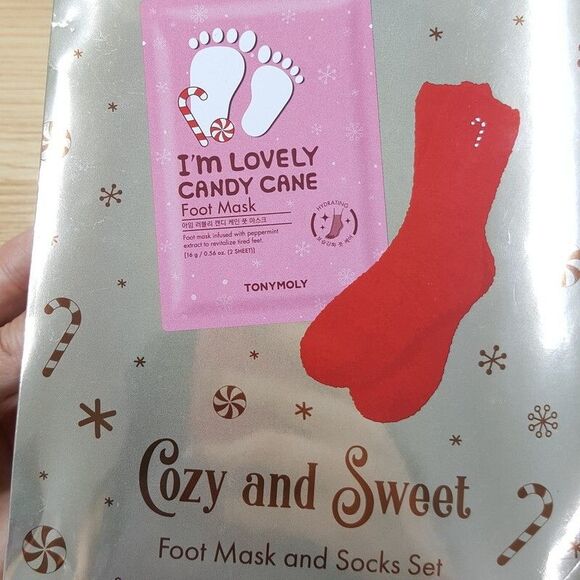 I'M LOVELY
CANDY CANE
Foot Mask
아임 러블리 캔디 케인 풋 마스크
Foot mask infused with peppermint
extract to revitalize tired feet.
[16 g / 0.56 oz. (2 SHEET)]
HYDRATING
TONYMOLY
Cozy and Sweet
Foot Mask and Socks Set